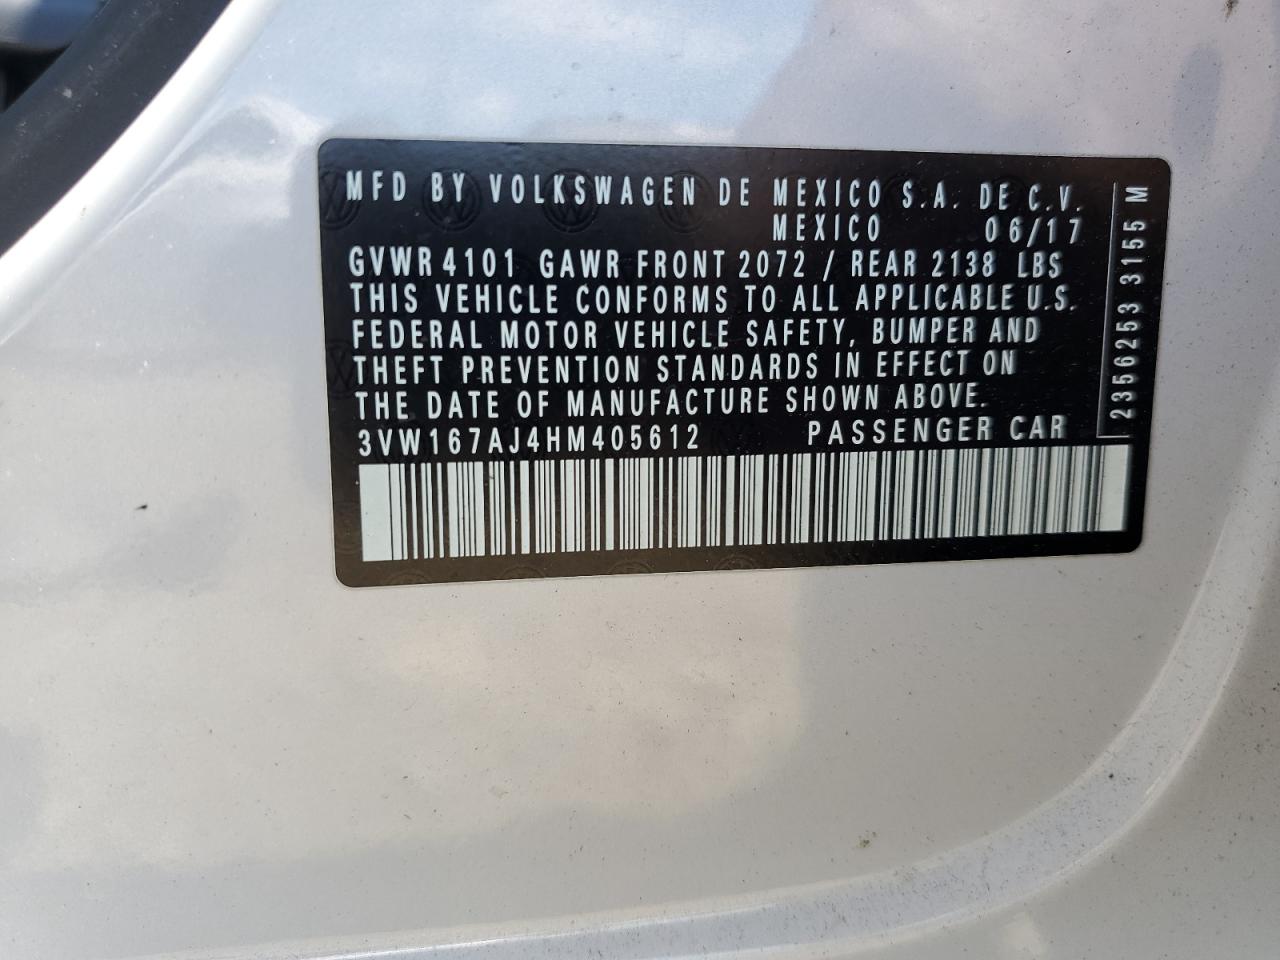 MFD BY VOLKSWAGEN DE MEXICO S.A. DE C.V.
MEXICO 06/17
GVWR 4101 GAWR FRONT 2072 / REAR 2138 LBS
THIS VEHICLE CONFORMS TO ALL APPLICABLE U.S.
FEDERAL MOTOR VEHICLE SAFETY, BUMPER AND
THEFT PREVENTION STANDARDS IN EFFECT ON
THE DATE OF MANUFACTURE SHOWN ABOVE.
3VW167AJ4HM405612 PASSENGER CAR
2356253 3155 M